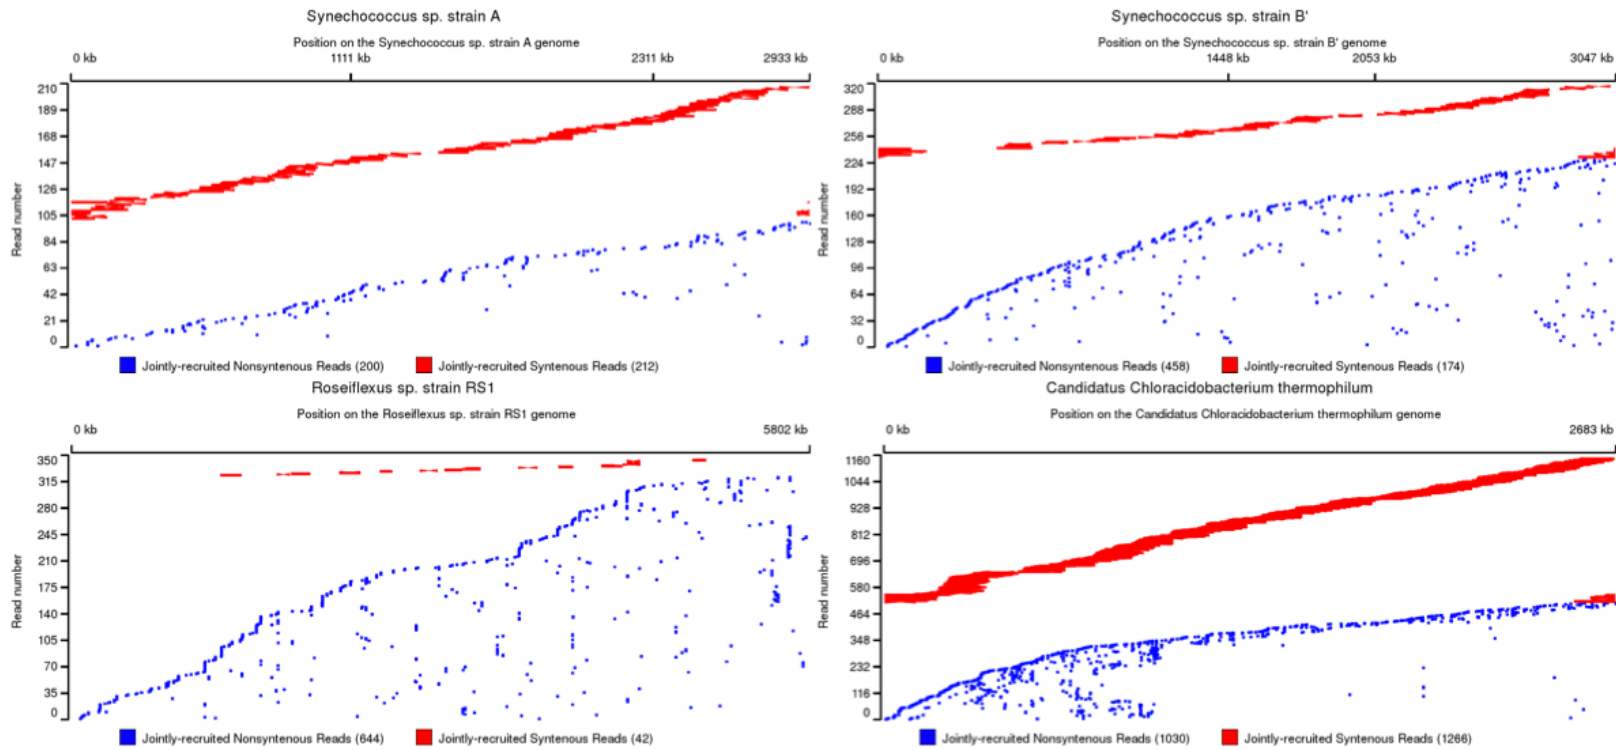 Synechococcus sp. strain A
Position on the Synechococcus sp. strain A genome
0 kb 1111 kb 2311 kb 2933 kb
Read number
210
189
168
147
126
105
84
63
42
21
0
Jointly-recruited Nonsyntenous Reads (200) Jointly-recruited Syntenous Reads (212)
Synechococcus sp. strain B'
Position on the Synechococcus sp. strain B' genome
0 kb 1448 kb 2053 kb 3047 kb
Read number
320
288
256
224
192
160
128
96
64
32
0
Jointly-recruited Nonsyntenous Reads (458) Jointly-recruited Syntenous Reads (174)
Roseiflexus sp. strain RS1
Position on the Roseiflexus sp. strain RS1 genome
0 kb 5802 kb
Read number
350
315
280
245
210
175
140
105
70
35
0
Jointly-recruited Nonsyntenous Reads (644) Jointly-recruited Syntenous Reads (42)
Candidatus Chloracidobacterium thermophilum
Position on the Candidatus Chloracidobacterium thermophilum genome
0 kb 2683 kb
Read number
1160
1044
928
812
696
580
464
348
232
116
0
Jointly-recruited Nonsyntenous Reads (1030) Jointly-recruited Syntenous Reads (1266)